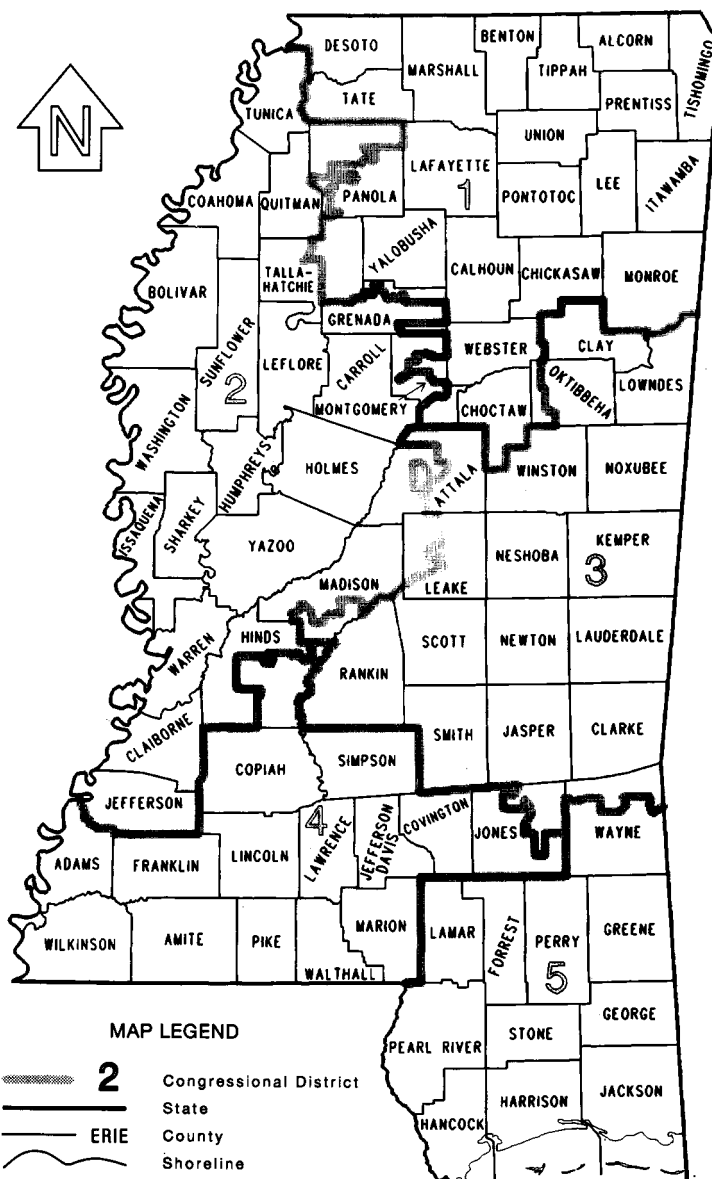 DESOTO
MARSHALL
BENTON
TIPPAH
ALCORN
TISHOMINGO
N
TUNICA
TATE
PRENTISS
UNION
LAFAYETTE
1
COAHOMA
QUITMAN
PANOLA
PONTOTOC
LEE
ITAWAMBA
YALOBUSHA
TALLA-
HATCHIE
CALHOUN
CHICKASAW
MONROE
BOLIVAR
GRENADA
SUNFLOWER
2
LEFLORE
CARROLL
WEBSTER
CLAY
MONTGOMERY
CHOCTAW
OKTIBBEHA
LOWNDES
WASHINGTON
HUMPHREYS
HOLMES
ATTALA
WINSTON
NOXUBEE
ISSAQUENA
SHARKEY
YAZOO
MADISON
LEAKE
NESHOBA
KEMPER
3
WARREN
HINDS
RANKIN
SCOTT
NEWTON
LAUDERDALE
CLAIBORNE
COPIAH
SIMPSON
SMITH
JASPER
CLARKE
JEFFERSON
4
LAWRENCE
JEFFERSON
DAVIS
COVINGTON
JONES
WAYNE
ADAMS
FRANKLIN
LINCOLN
WILKINSON
AMITE
PIKE
WALTHALL
MARION
LAMAR
FORREST
PERRY
5
GREENE
GEORGE
STONE
PEARL RIVER
HANCOCK
HARRISON
JACKSON
MAP LEGEND
2 Congressional District
State
ERIE County
Shoreline